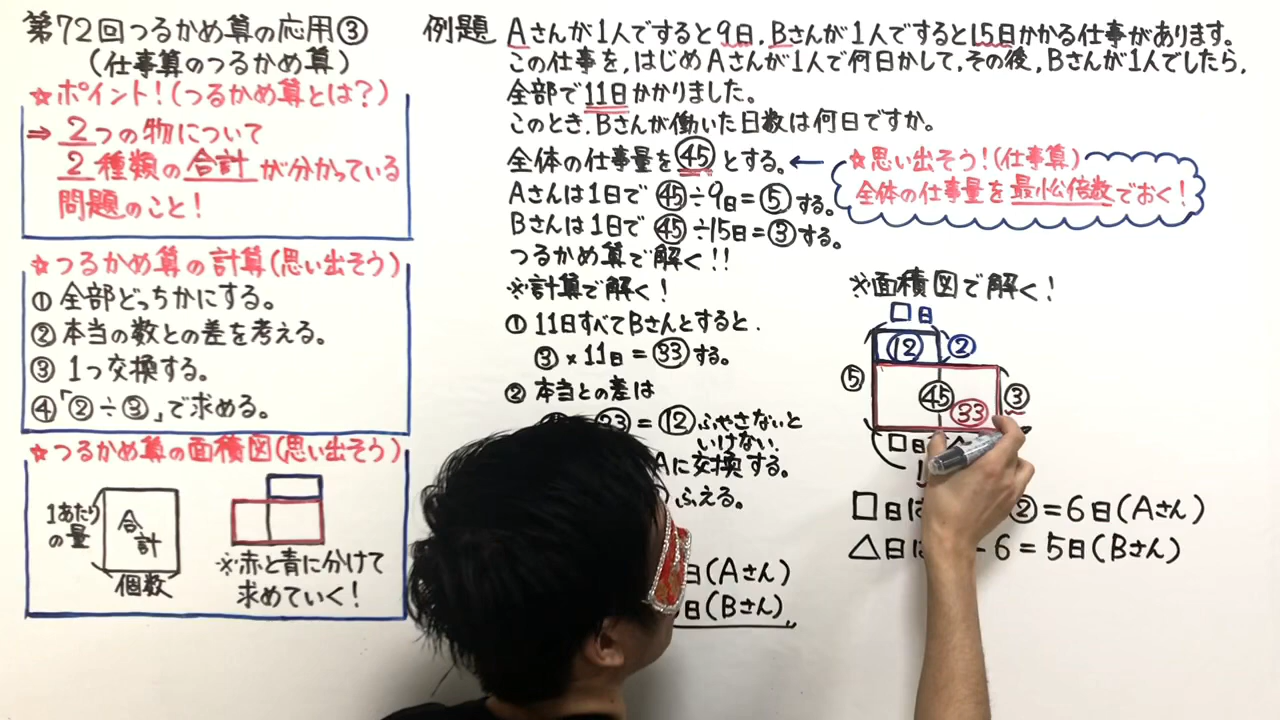 第72回つるかめ算の応用③
(仕事算のつるかめ算)
☆ポイント!(つるかめ算とは?)
⇒2つの物について
2種類の合計が分かっている
問題のこと!
☆つるかめ算の計算(思い出そう)
①全部どっちかにする。
②本当の数との差を考える。
③1つ交換する。
④「②÷③」で求める。
☆つるかめ算の面積図(思い出そう)
1あたり
の量
合計
個数
※赤と青に分けて
求めていく!
例題 Aさんが1人ですると9日,Bさんが1人ですると15日かかる仕事があります。
この仕事を,はじめAさんが1人で何日かして,その後,Bさんが1人でしたら,
全部で11日かかりました。
このとき,Bさんが働いた日数は何日ですか。
全体の仕事量を㊺とする。←
☆思い出そう!(仕事算)
全体の仕事量を最小公倍数でおく!
Aさんは1日で ㊺÷9日=⑤する。
Bさんは1日で ㊺÷15日=③する。
つるかめ算で解く!!
※計算で解く!
①11日すべてBさんとすると,
③×11日=㉝する。
②本当との差は
=⑫ふやさないと
いけない.
Aに交換する。
ふえる。
日(Aさん)
日(Bさん)
※面積図で解く!
□日
⑫ ②
⑤ ㊺ ㉝ ③
□日
□日は ②=6日(Aさん)
△日は - 6=5日(Bさん)